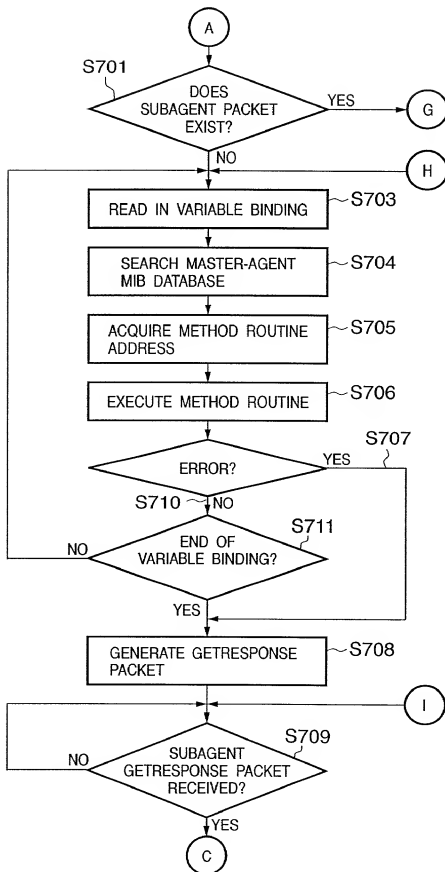 A
S701
DOES
SUBAGENT PACKET
EXIST?
YES
G
NO
H
READ IN VARIABLE BINDING
S703
SEARCH MASTER-AGENT
MIB DATABASE
S704
ACQUIRE METHOD ROUTINE
ADDRESS
S705
EXECUTE METHOD ROUTINE
S706
S707
ERROR?
YES
S710
NO
S711
END OF
VARIABLE BINDING?
NO
YES
GENERATE GETRESPONSE
PACKET
S708
I
S709
SUBAGENT
GETRESPONSE PACKET
RECEIVED?
NO
YES
C